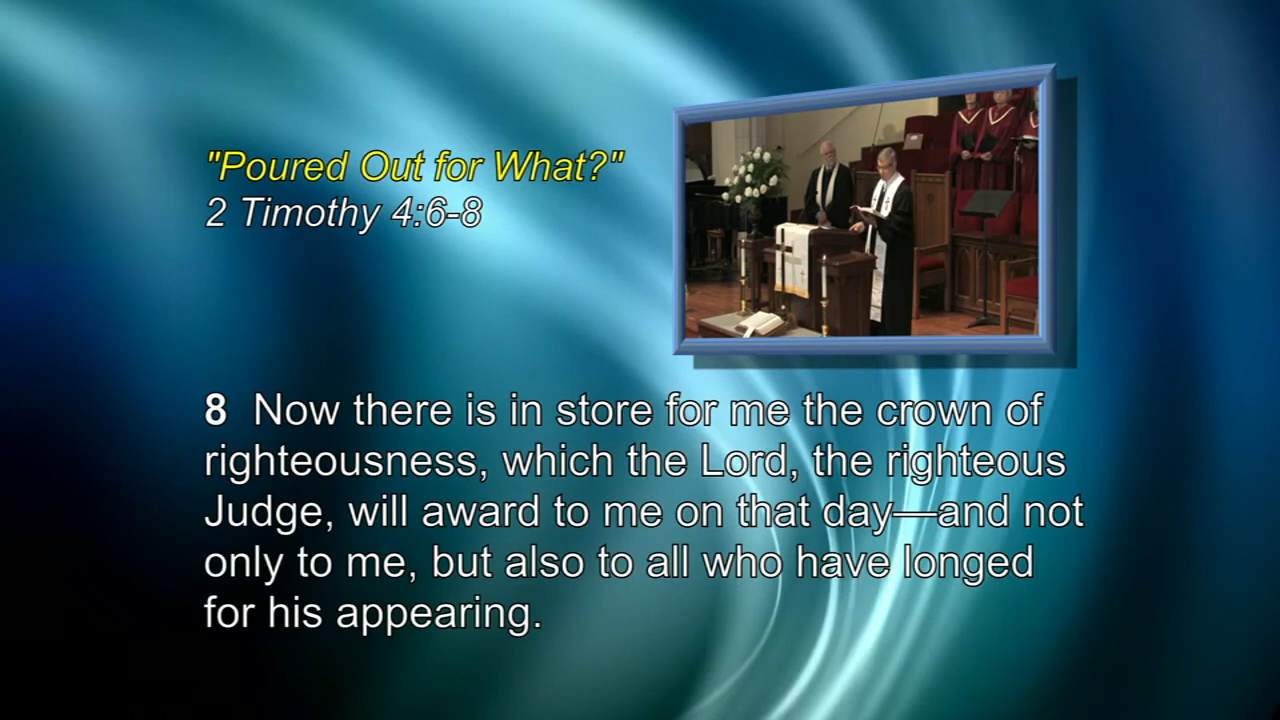 "Poured Out for What?"
2 Timothy 4:6-8
8 Now there is in store for me the crown of
righteousness, which the Lord, the righteous
Judge, will award to me on that day—and not
only to me, but also to all who have longed
for his appearing.